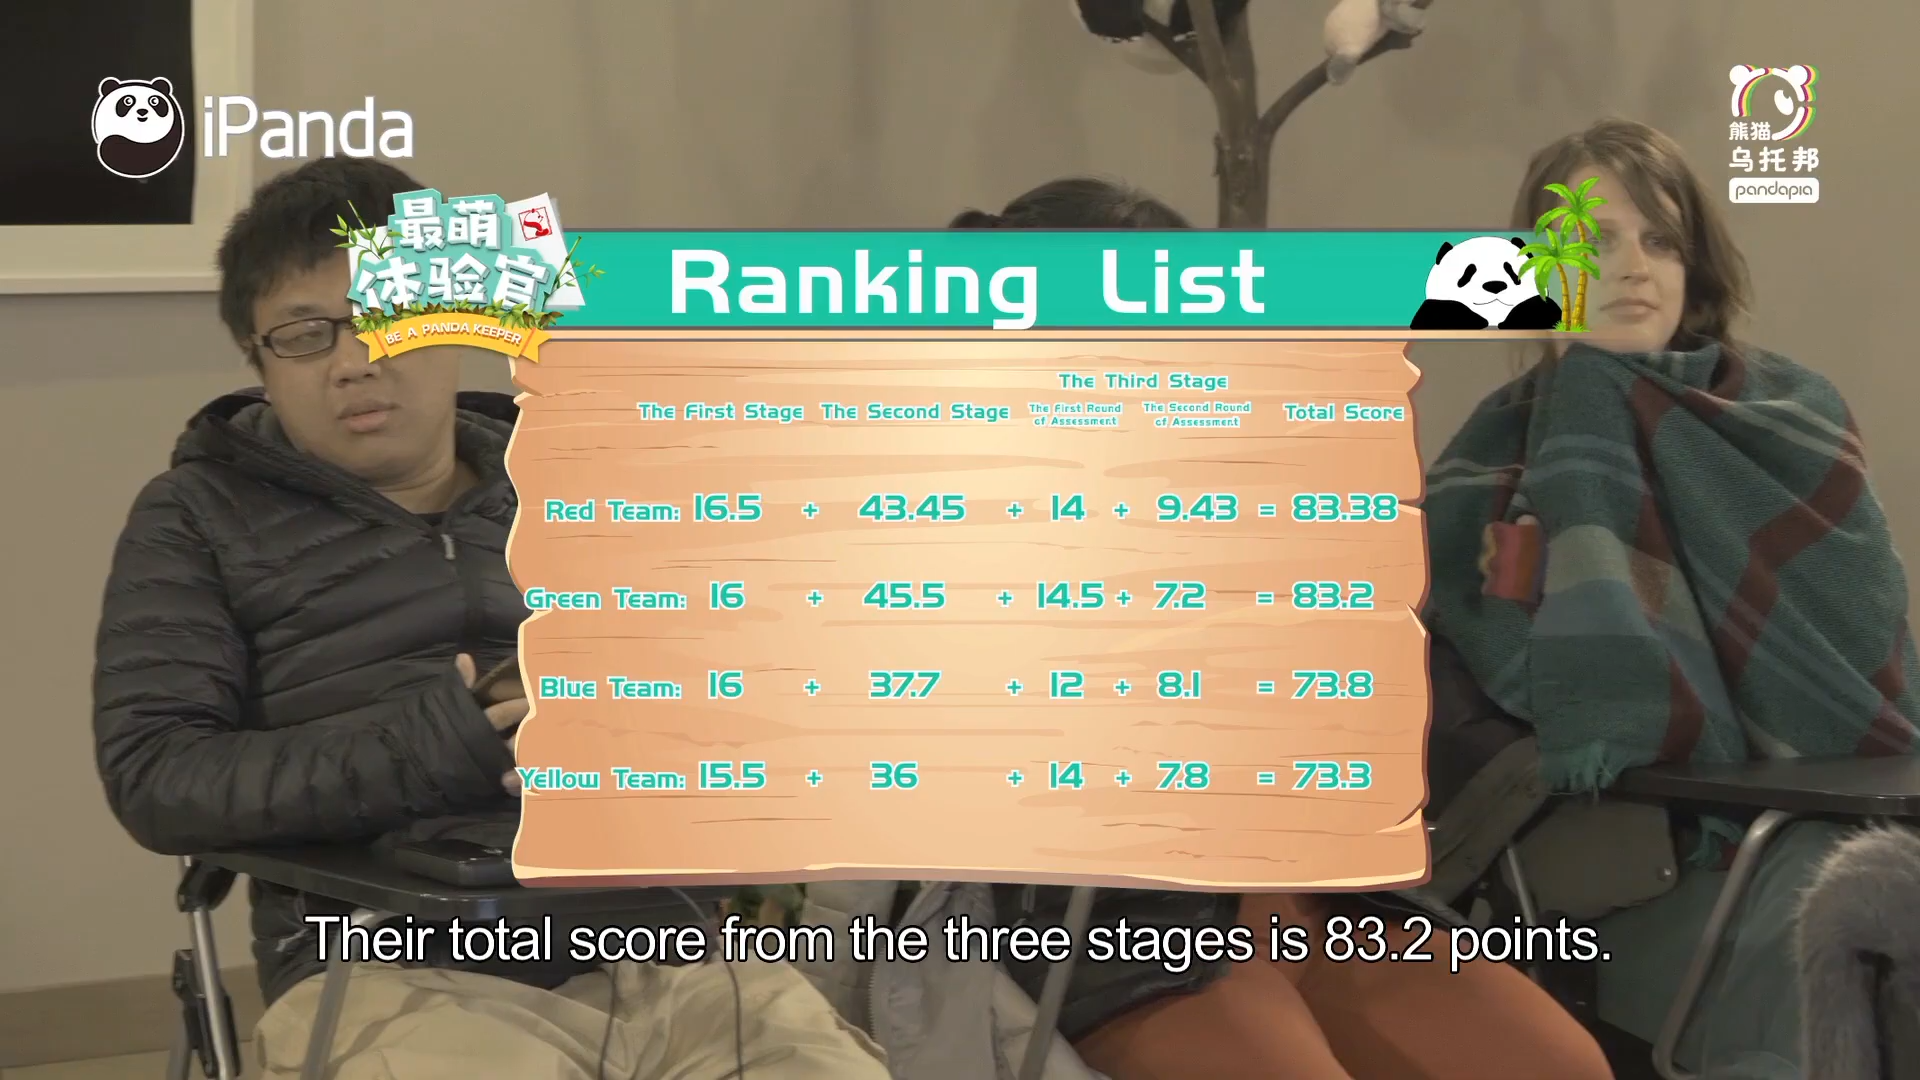 iPanda
熊猫
乌托邦
pandapia
最萌
体验官
BE A PANDA KEEPER
Ranking List
The Third Stage
The First Stage The Second Stage The First Round of Assessment The Second Round of Assessment Total Score
Red Team: 16.5 + 43.45 + 14 + 9.43 = 83.38
Green Team: 16 + 45.5 + 14.5 + 7.2 = 83.2
Blue Team: 16 + 37.7 + 12 + 8.1 = 73.8
Yellow Team: 15.5 + 36 + 14 + 7.8 = 73.3
Their total score from the three stages is 83.2 points.